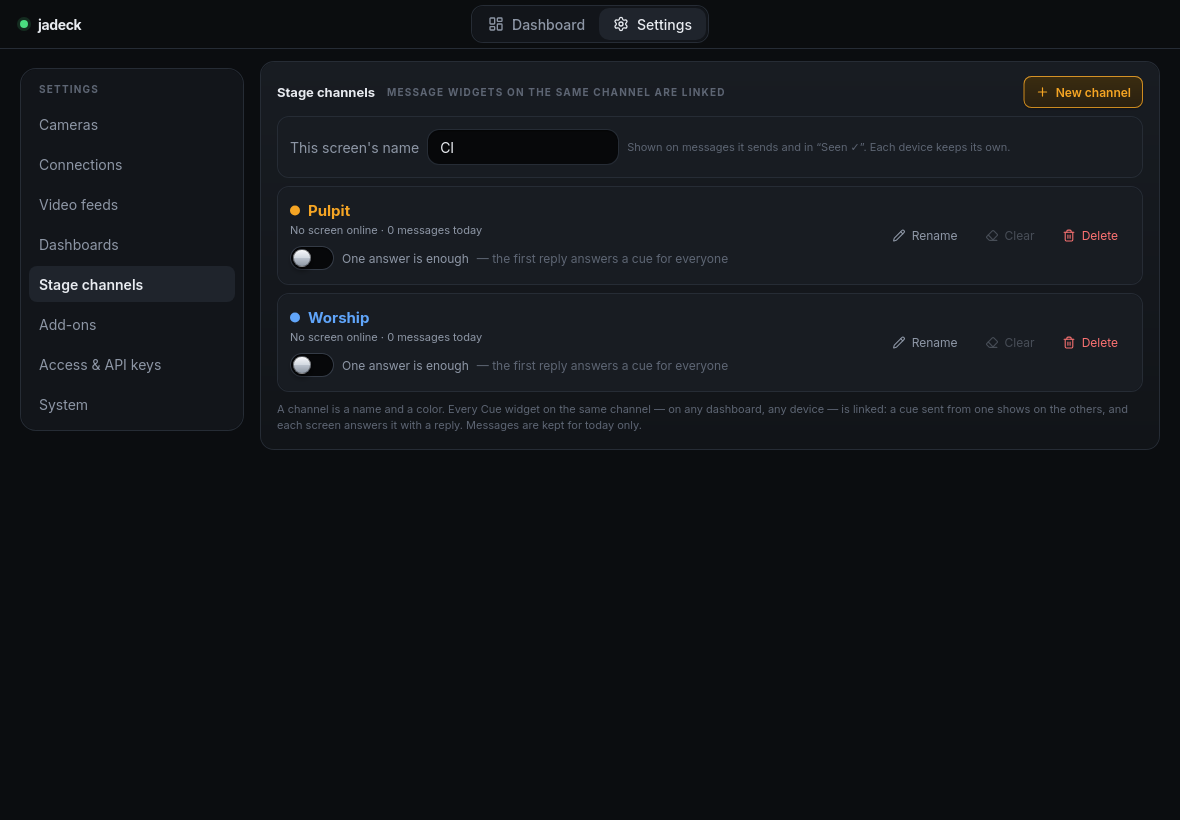 jadeck
Dashboard
Settings
SETTINGS
Cameras
Connections
Video feeds
Dashboards
Stage channels
Add-ons
Access & API keys
System
Stage channels MESSAGE WIDGETS ON THE SAME CHANNEL ARE LINKED
New channel
This screen's name CI Shown on messages it sends and in “Seen ✓”. Each device keeps its own.
Pulpit
No screen online · 0 messages today
One answer is enough — the first reply answers a cue for everyone
Rename Clear Delete
Worship
No screen online · 0 messages today
One answer is enough — the first reply answers a cue for everyone
Rename Clear Delete
A channel is a name and a color. Every Cue widget on the same channel — on any dashboard, any device — is linked: a cue sent from one shows on the others, and
each screen answers it with a reply. Messages are kept for today only.